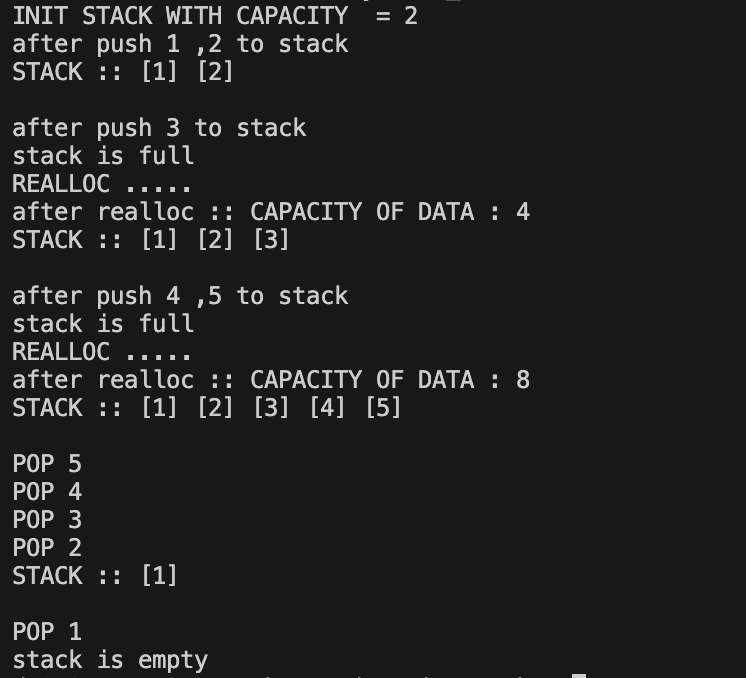 INIT STACK WITH CAPACITY  = 2
after push 1 ,2 to stack
STACK :: [1] [2]
after push 3 to stack
stack is full
REALLOC .....
after realloc :: CAPACITY OF DATA : 4
STACK :: [1] [2] [3]
after push 4 ,5 to stack
stack is full
REALLOC .....
after realloc :: CAPACITY OF DATA : 8
STACK :: [1] [2] [3] [4] [5]
POP 5
POP 4
POP 3
POP 2
STACK :: [1]
POP 1
stack is empty